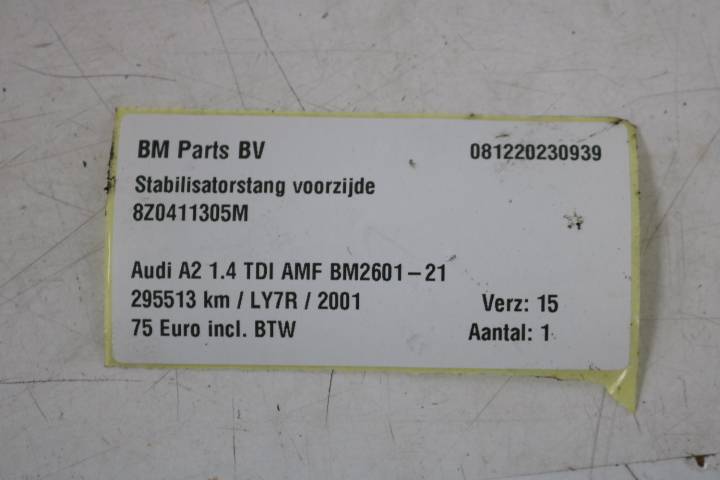 BM Parts BV 081220230939
Stabilisatorstang voorzijde
8Z0411305M
Audi A2 1.4 TDI AMF BM2601-21
295513 km / LY7R / 2001 Verz: 15
75 Euro incl. BTW Aantal: 1